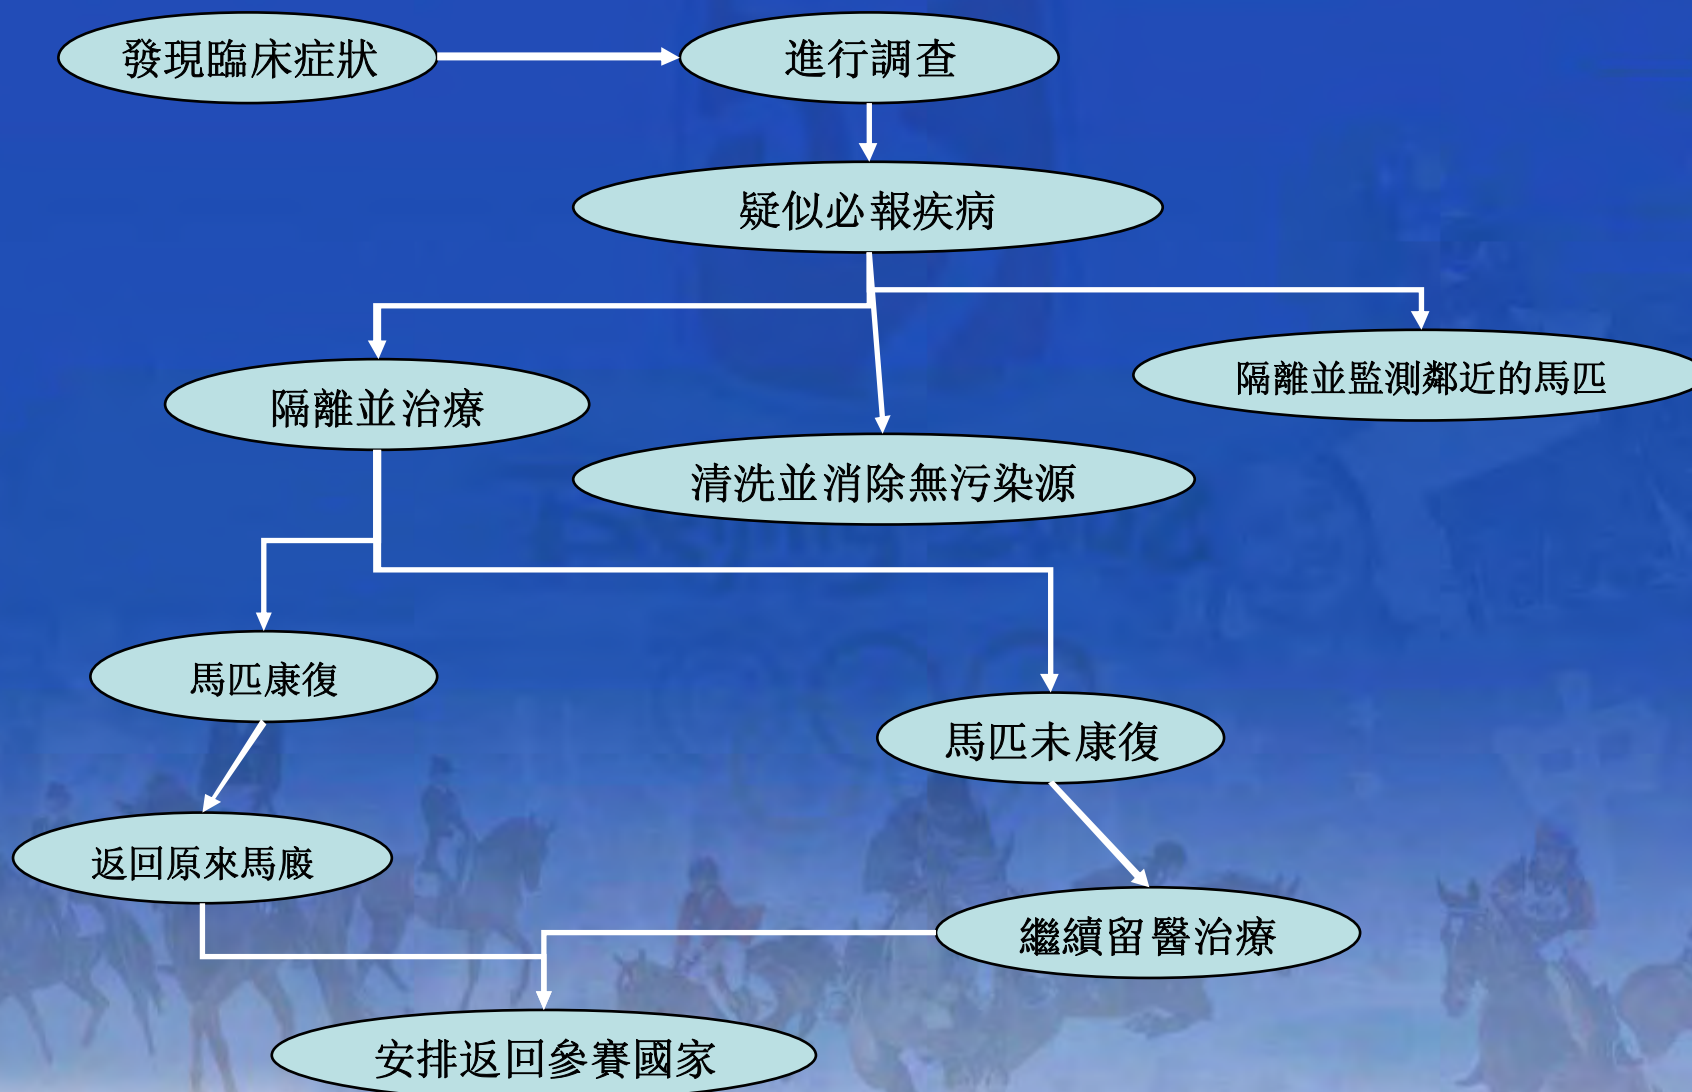 發現臨床症狀
進行調查
疑似必報疾病
隔離並治療
隔離並監測鄰近的馬匹
清洗並消除無污染源
馬匹康復
馬匹未康復
返回原來馬廄
繼續留醫治療
安排返回參賽國家